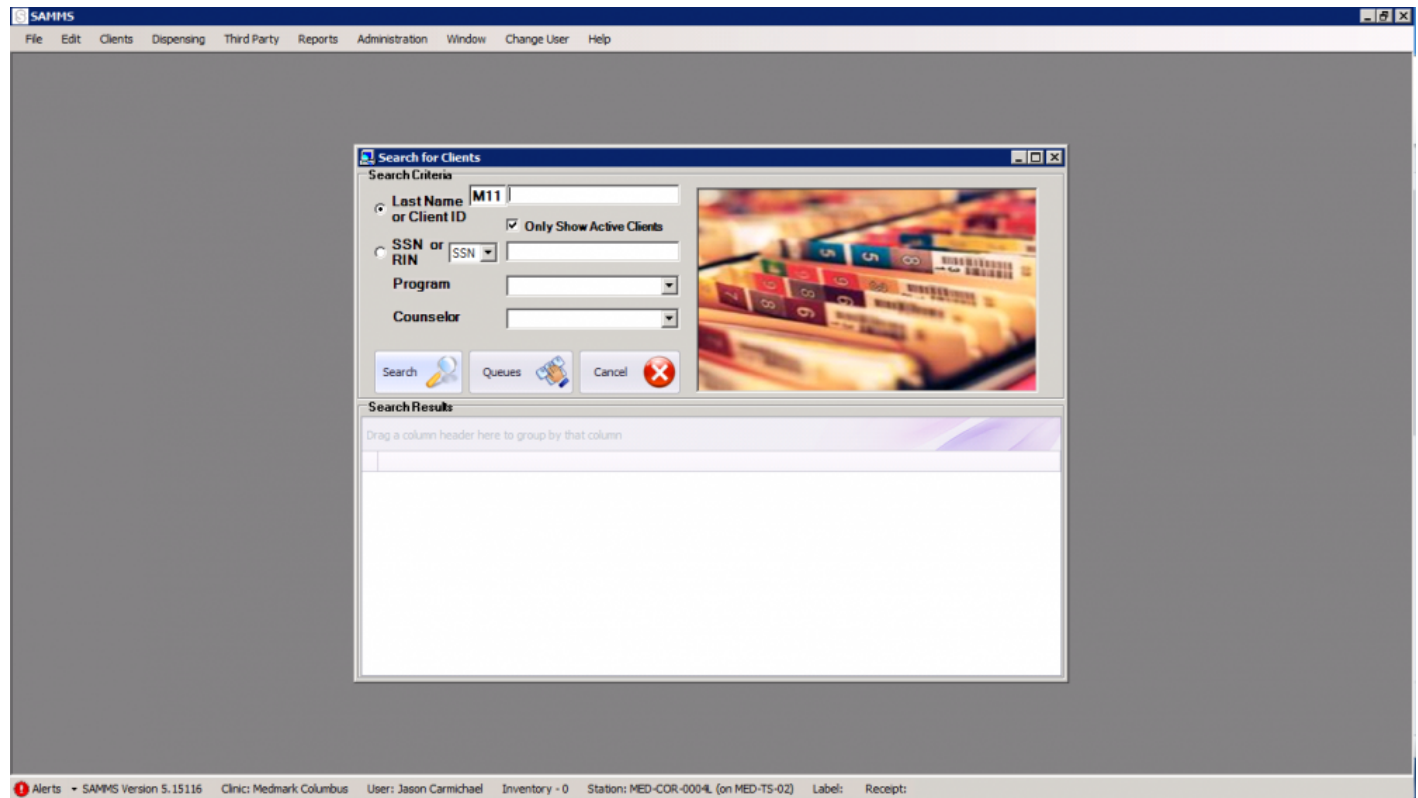 SAMMS
File Edit Clients Dispensing Third Party Reports Administration Window Change User Help
Search for Clients
Search Criteria
Last Name or Client ID
M11
Only Show Active Clients
SSN or RIN
SSN
Program
Counselor
Search Queues Cancel
5 5 8
Search Results
Drag a column header here to group by that column
Alerts SAMMS Version 5.15116 Clinic: Medmark Columbus User: Jason Carmichael Inventory - 0 Station: MED-COR-0004L (on MED-TS-02) Label: Receipt: